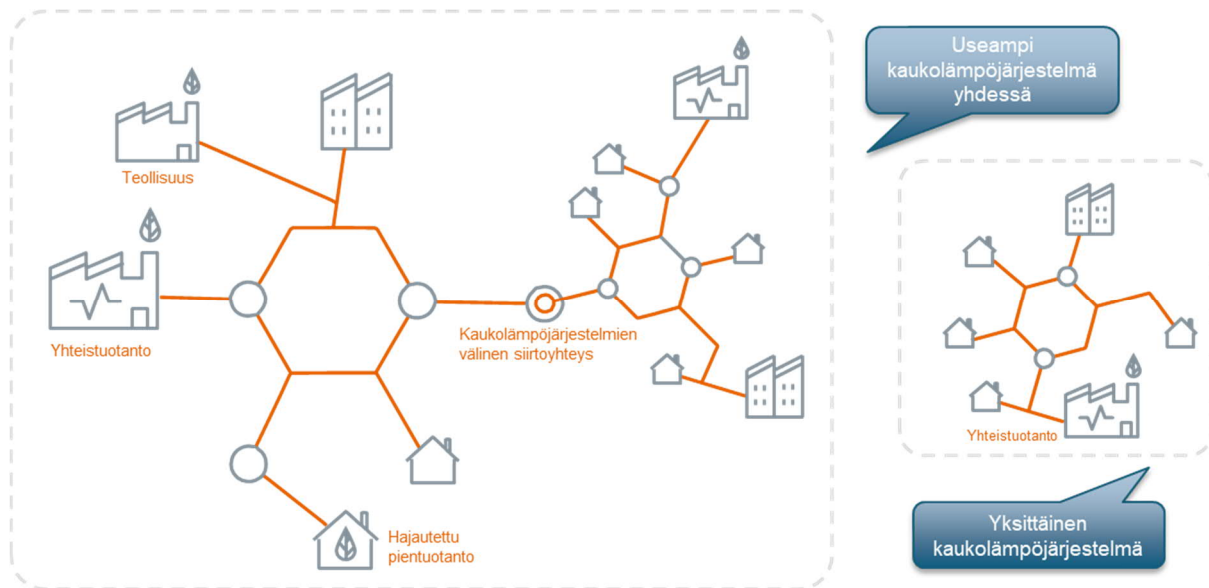 Teollisuus
Yhteistuotanto
Kaukolämpöjärjestelmien
välinen siirtoyhteys
Hajautettu
pientuotanto
Useampi
kaukolämpöjärjestelmä
yhdessä
Yhteistuotanto
Yksittäinen
kaukolämpöjärjestelmä